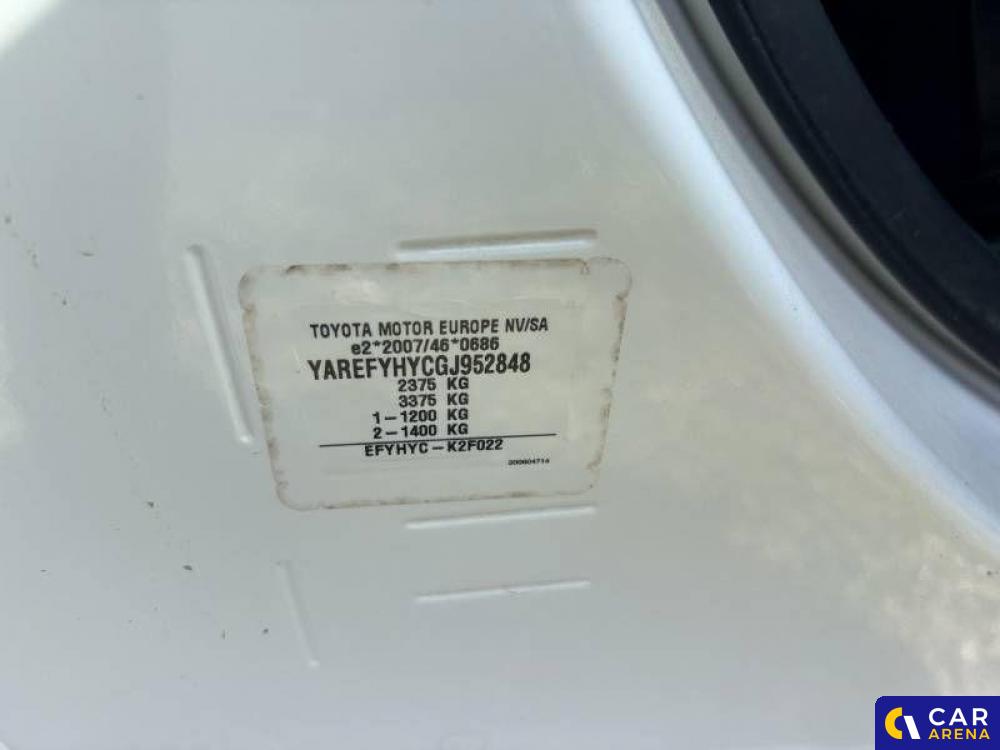 TOYOTA MOTOR EUROPE NV/SA
e2*2007/46*0686
YAREFYHYCGJ952848
2375 KG
3375 KG
1-1200 KG
2-1400 KG
EFYHYC-K2F022
000604714
CAR
ARENA